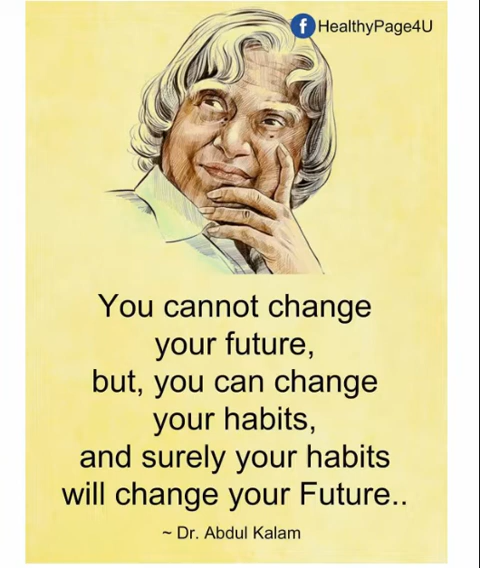 HealthyPage4U
You cannot change
your future,
but, you can change
your habits,
and surely your habits
will change your Future..
~ Dr. Abdul Kalam